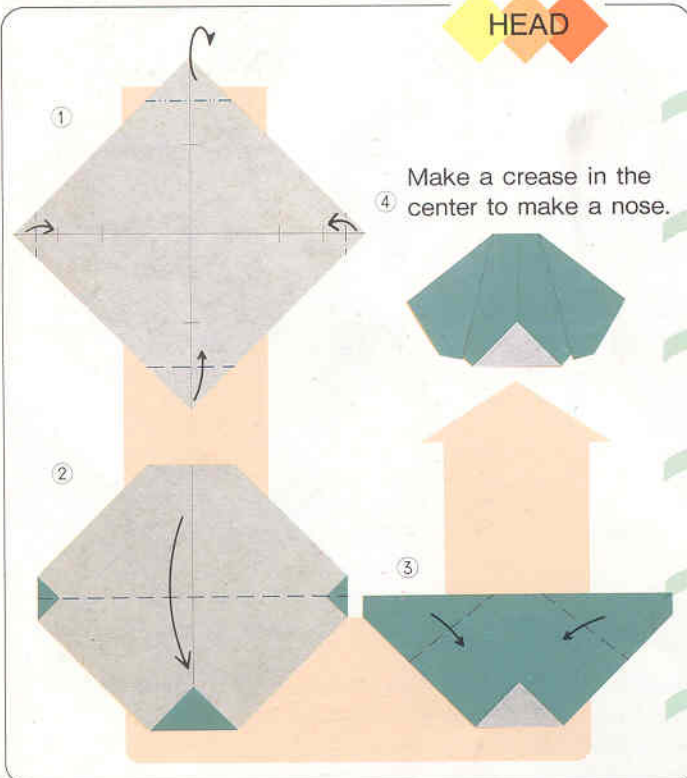 HEAD
①
④ Make a crease in the
center to make a nose.
②
③